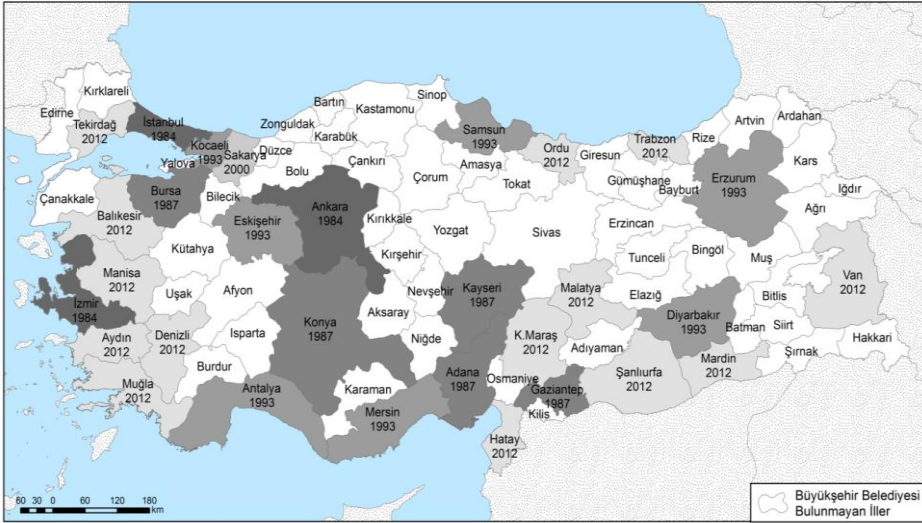 Kırklareli
Edirne
Tekirdağ
2012
İstanbul
1984
Kocaeli
1993
Yalova
Sakarya
2000
Düzce
Zonguldak
Bartın
Karabük
Kastamonu
Sinop
Samsun
1993
Ordu
2012
Giresun
Trabzon
2012
Rize
Artvin
Ardahan
Kars
Iğdır
Ağrı
Çanakkale
Balıkesir
2012
Bursa
1987
Bilecik
Bolu
Çankırı
Çorum
Amasya
Tokat
Gümüşhane
Bayburt
Erzurum
1993
Eskişehir
1993
Ankara
1984
Kırıkkale
Yozgat
Sivas
Erzincan
Kütahya
Kırşehir
Tunceli
Bingöl
Muş
Van
2012
Manisa
2012
Uşak
Afyon
Nevşehir
Kayseri
1987
Malatya
2012
Elazığ
Bitlis
İzmir
1984
Aksaray
Konya
1987
Diyarbakır
1993
Batman
Siirt
Aydın
2012
Denizli
2012
Isparta
Niğde
K.Maraş
2012
Adıyaman
Şırnak
Hakkari
Muğla
2012
Burdur
Antalya
1993
Karaman
Mersin
1993
Adana
1987
Osmaniye
Gaziantep
1987
Kilis
Şanlıurfa
2012
Mardin
2012
Hatay
2012
60 30 0 60 120 180
km
Büyükşehir Belediyesi
Bulunmayan İller